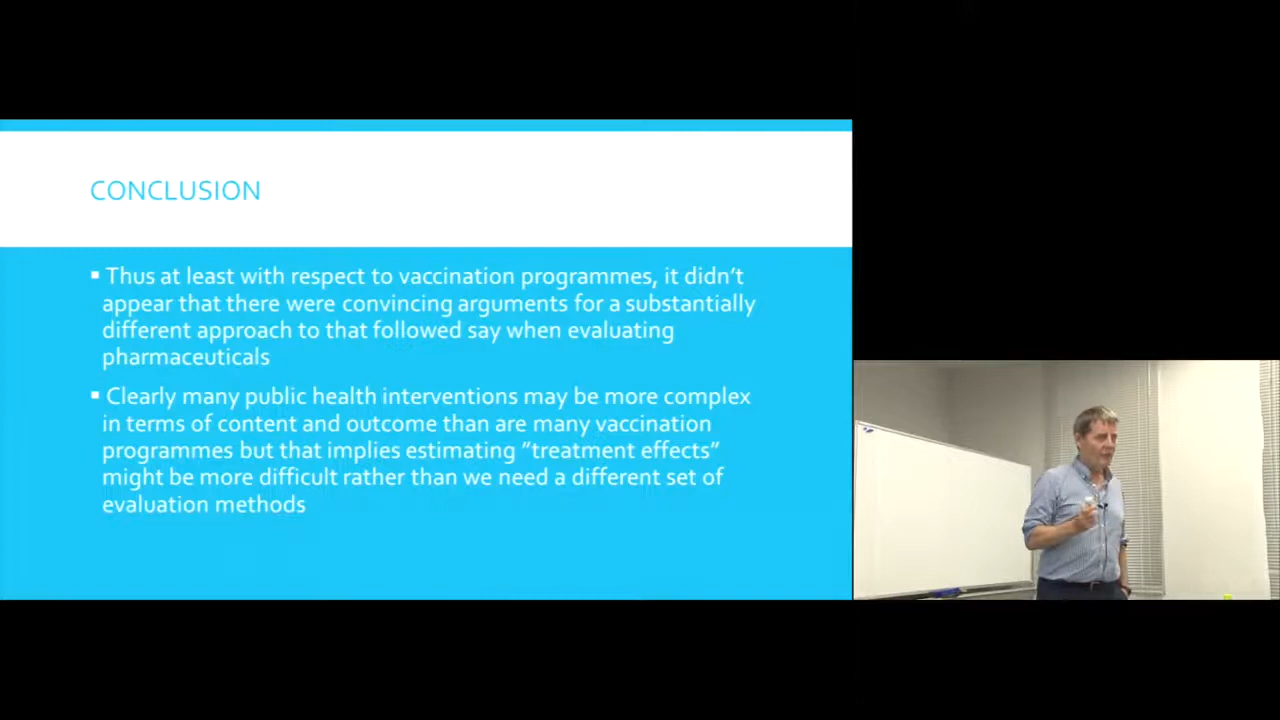 CONCLUSION
▪ Thus at least with respect to vaccination programmes, it didn't
appear that there were convincing arguments for a substantially
different approach to that followed say when evaluating
pharmaceuticals
▪ Clearly many public health interventions may be more complex
in terms of content and outcome than are many vaccination
programmes but that implies estimating “treatment effects”
might be more difficult rather than we need a different set of
evaluation methods